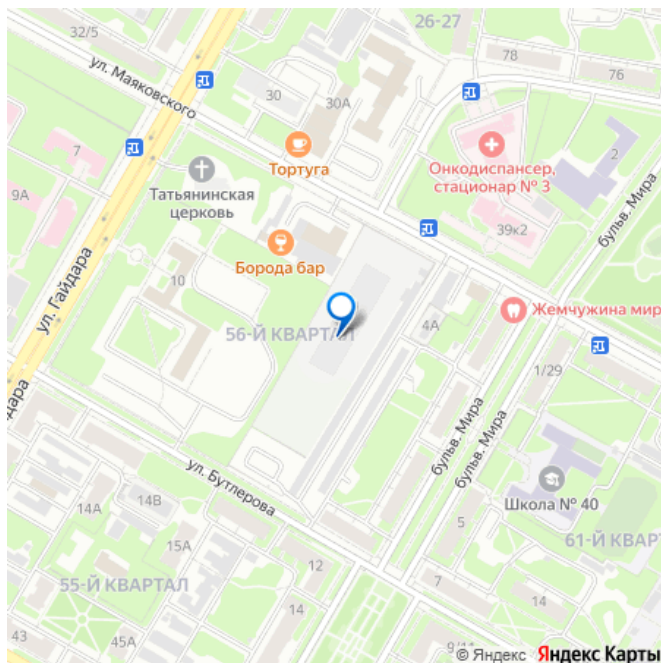 26-27
32/5
ул. Маяковского
78
76
30
30А
7
Тортуга
Онкодиспансер,
стационар № 3
2
9А
Татьянинская
церковь
39к2
бульв. Мира
Борода бар
ул. Гайдара
10
56-Й КВАРТАЛ
4А
Жемчужина мир
1/29
дара
бульв. Мира
бульв. Мира
ул. Бутлерова
Школа № 40
14А
14В
5
61-Й КВАРТ
15А
55-Й КВАРТАЛ
12
7
14
14
43
45А
9/11
© Яндекс Яндекс Карты